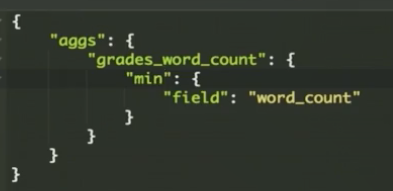 {
    "aggs": {
        "grades_word_count": {
            "min": {
                "field": "word_count"
            }
        }
    }
}